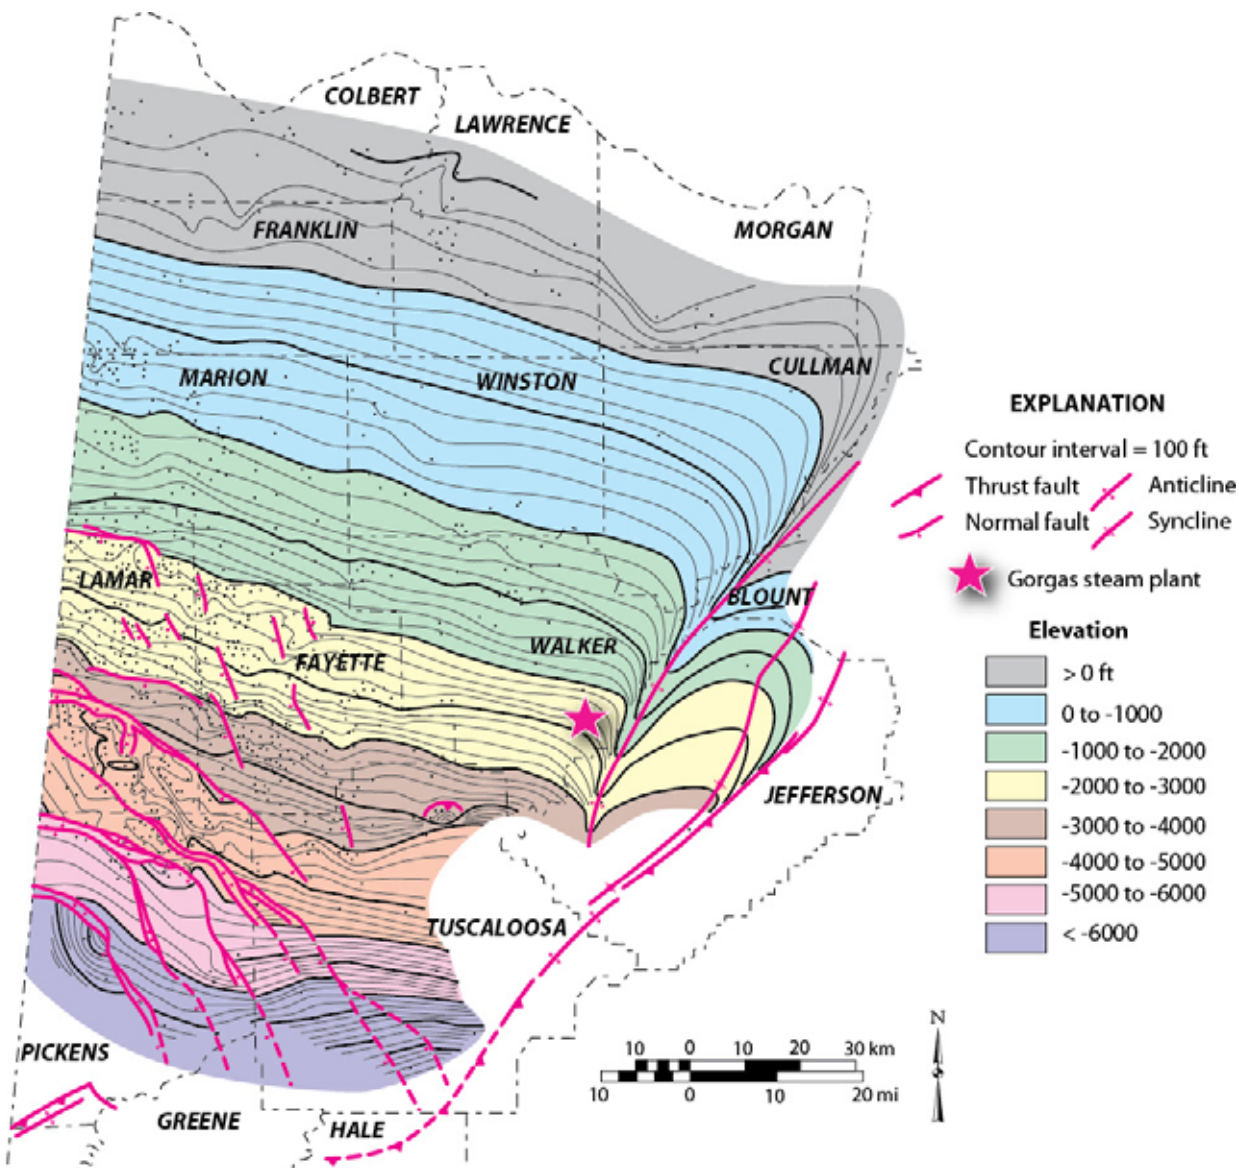 COLBERT
LAWRENCE
MORGAN
FRANKLIN
CULLMAN
MARION
WINSTON
EXPLANATION
Contour interval = 100 ft
Thrust fault
Anticline
Normal fault
Syncline
LAMAR
Gorgas steam plant
BLOUNT
Elevation
WALKER
FAYETTE
> 0 ft
0 to -1000
-1000 to -2000
-2000 to -3000
JEFFERSON
-3000 to -4000
-4000 to -5000
-5000 to -6000
TUSCALOOSA
< -6000
N
PICKENS
10 0 10 20 30 km
10 0 10 20 mi
GREENE
HALE